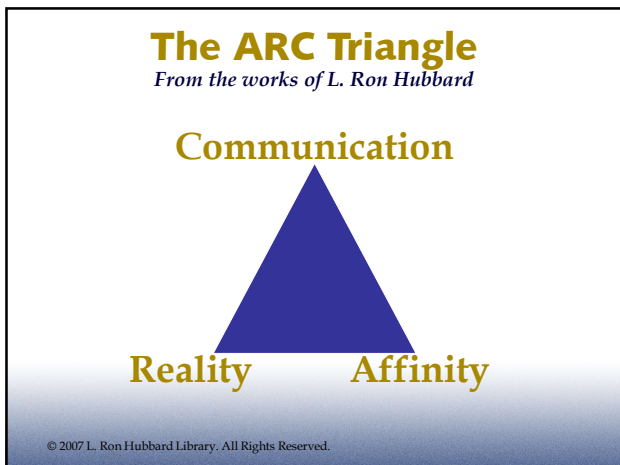 The ARC Triangle
From the works of L. Ron Hubbard
Communication
Reality Affinity
© 2007 L. Ron Hubbard Library. All Rights Reserved.